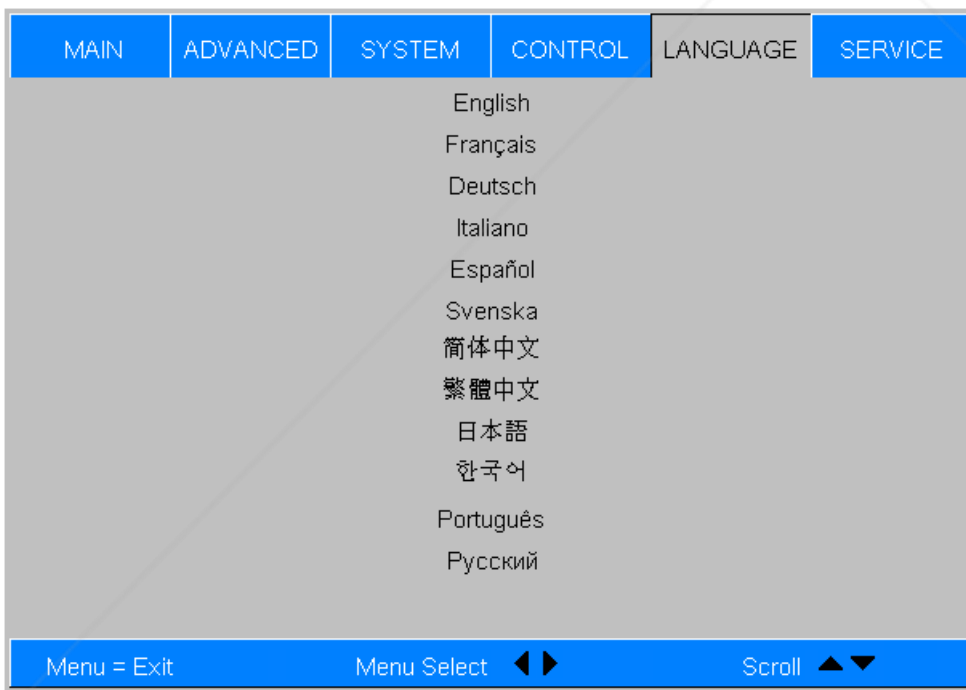 MAIN ADVANCED SYSTEM CONTROL LANGUAGE SERVICE
English
Français
Deutsch
Italiano
Español
Svenska
简体中文
繁體中文
日本語
한국어
Português
Русский
Menu = Exit Menu Select Scroll